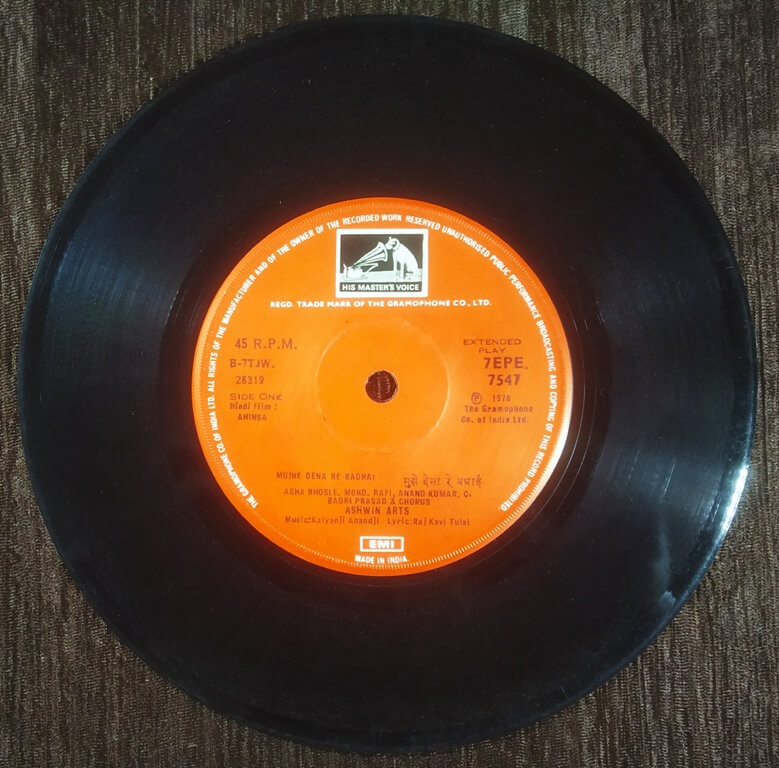 THE GRAMOPHONE CO. OF INDIA LTD. ALL RIGHTS OF THE MANUFACTURER AND OF THE OWNER OF THE RECORDED WORK RESERVED UNAUTHORISED PUBLIC PERFORMANCE BROADCASTING AND COPYING OF THIS RECORD PROHIBITED.
HIS MASTER'S VOICE
REGD. TRADE MARK OF THE GRAMOPHONE CO., LTD.
45 R.P.M.
B-7TJW.
28319
SIDE ONE
Hindi Film :
AHINSA
EXTENDED
PLAY
7EPE.
7547
Ⓟ 1978
The Gramophone
Co. of India Ltd.
MUJHE DENA RE BADHAI मुझे देना रे बधाई
ASHA BHOSLE, MOHD. RAFI, ANAND KUMAR, C.
BADRI PRASAD & CHORUS
ASHWIN ARTS
Music:Kalyanji Anandji Lyric:Raj Kavi Tulsi
EMI
MADE IN INDIA